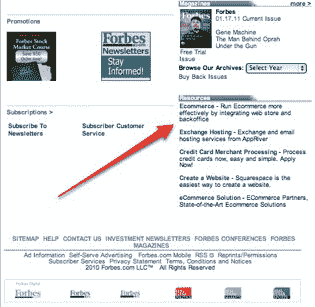 Magazines more >
Promotions
Forbes
01.17.11 Current Issue
Gene Machine
The Man Behind Oprah
Under the Gun
Free Trial
Issue
Browse Our Archives: Select Year
Buy Back Issues
Forbes Stock
Market Course
Forbes
Newsletters
Stay
Informed!
Resources
Ecommerce - Run Ecommerce more
effectively by integrating web store and
backoffice
Exchange Hosting - Exchange and email
hosting services from AppRiver
Credit Card Merchant Processing - Process
credit cards now, easy and simple. Apply
Now!
Create a Website - Squarespace is the
easiest way to create a website.
eCommerce Solution - ECommerce Partners,
State-of-the-Art Ecommerce Solutions
Subscriptions >
Subscribe To
Newsletters
Subscriber Customer
Service
SITEMAP HELP CONTACT US INVESTMENT NEWSLETTERS FORBES CONFERENCES FORBES
MAGAZINES
Ad Information Self-Serve Advertising Forbes.com Mobile RSS Reprints/Permissions
Subscriber Services Privacy Statement Terms, Conditions and Notices
2010 Forbes.com LLC™ All Rights Reserved
Forbes Digital
Forbes Forbes Forbes